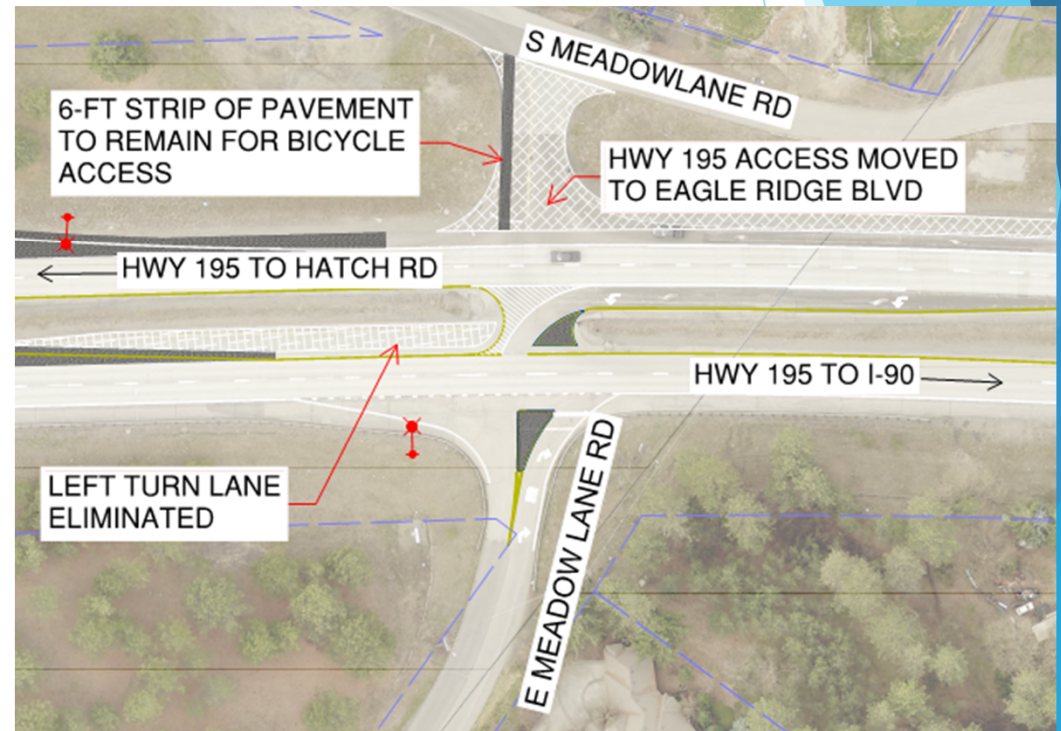 S MEADOWLANE RD
6-FT STRIP OF PAVEMENT
TO REMAIN FOR BICYCLE
ACCESS
HWY 195 ACCESS MOVED
TO EAGLE RIDGE BLVD
HWY 195 TO HATCH RD
HWY 195 TO I-90
LEFT TURN LANE
ELIMINATED
E MEADOW LANE RD